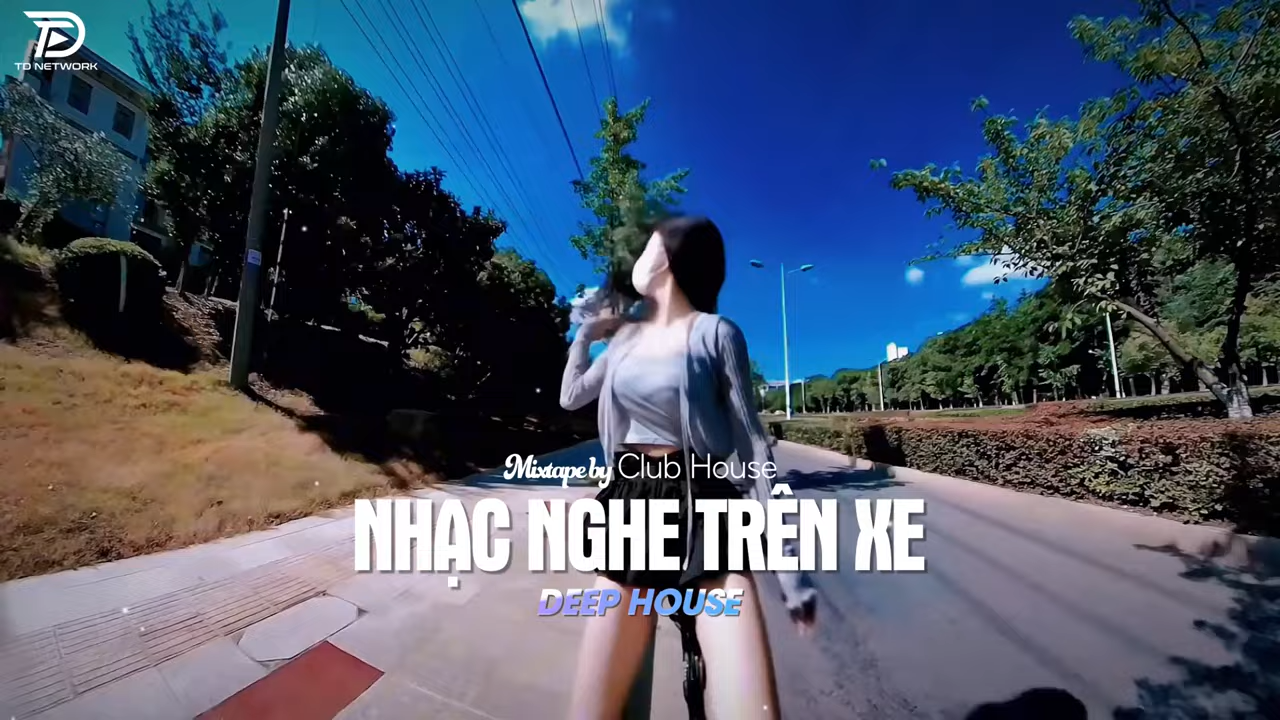 TD NETWORK
Mixtape by Club House
NHẠC NGHE TRÊN XE
DEEP HOUSE